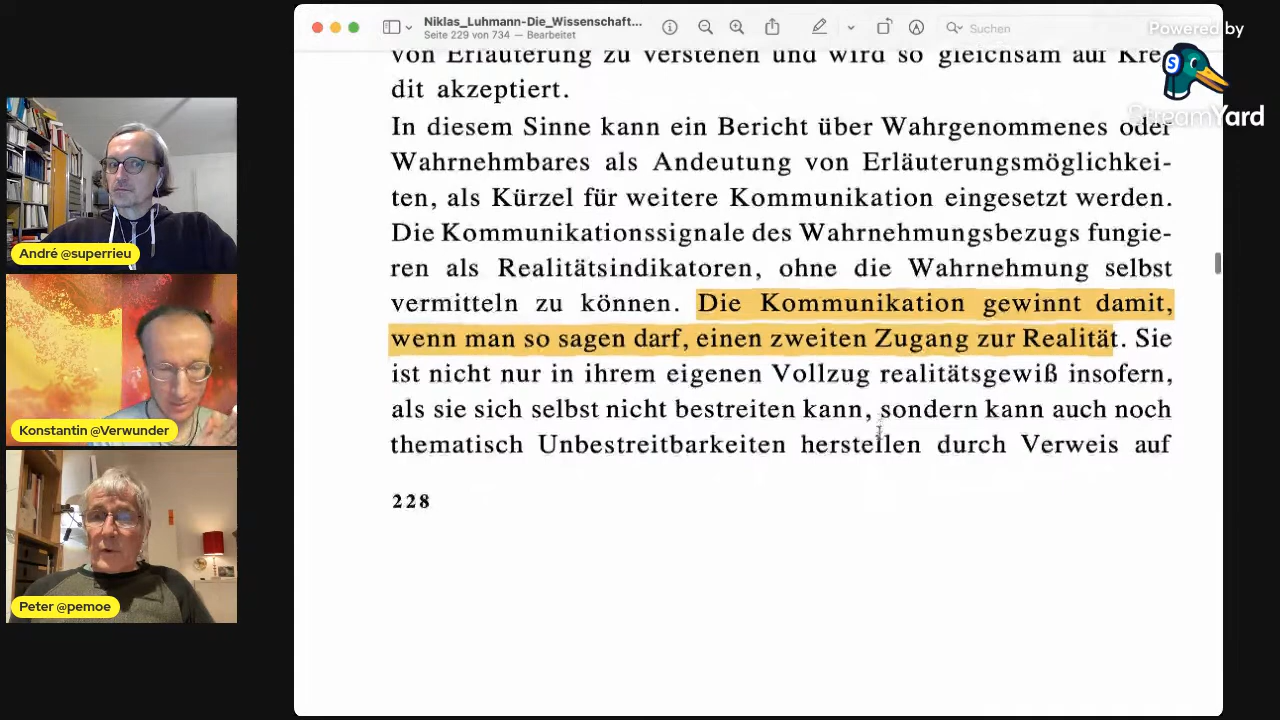 Niklas_Luhmann-Die_Wissenschaft...
Seite 229 von 734 — Bearbeitet
Suchen
Powered by
StreamYard
von Erläuterung zu verstehen und wird so gleichsam auf Kre-
dit akzeptiert.
In diesem Sinne kann ein Bericht über Wahrgenommenes oder
Wahrnehmbares als Andeutung von Erläuterungsmöglichkei-
ten, als Kürzel für weitere Kommunikation eingesetzt werden.
Die Kommunikationssignale des Wahrnehmungsbezugs fungie-
ren als Realitätsindikatoren, ohne die Wahrnehmung selbst
vermitteln zu können. Die Kommunikation gewinnt damit,
wenn man so sagen darf, einen zweiten Zugang zur Realität. Sie
ist nicht nur in ihrem eigenen Vollzug realitätsgewiß insofern,
als sie sich selbst nicht bestreiten kann, sondern kann auch noch
thematisch Unbestreitbarkeiten herstellen durch Verweis auf
228
André @superrieu
Konstantin @Verwunder
Peter @pemoe